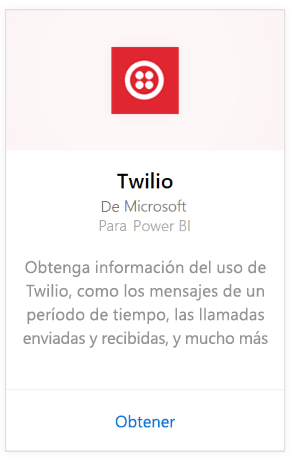 Twilio
De Microsoft
Para Power BI
Obtenga información del uso de
Twilio, como los mensajes de un
período de tiempo, las llamadas
enviadas y recibidas, y mucho más
Obtener